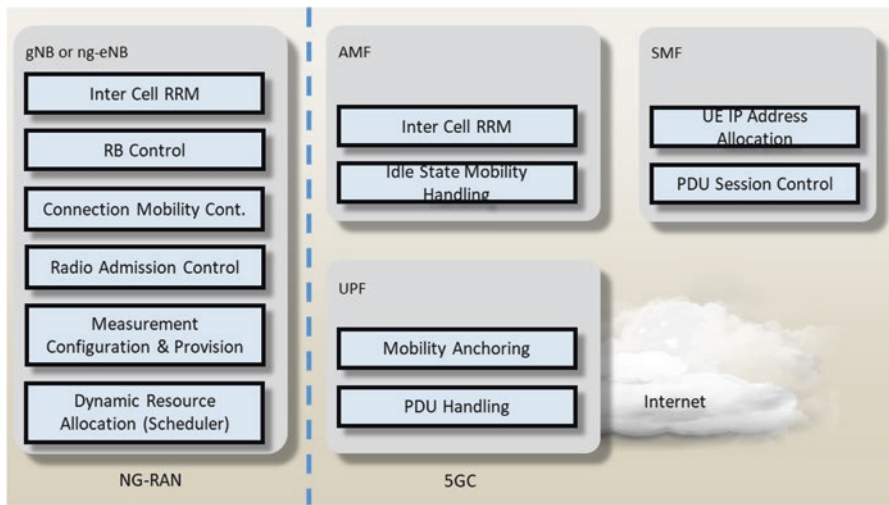 gNB or ng-eNB
Inter Cell RRM
RB Control
Connection Mobility Cont.
Radio Admission Control
Measurement
Configuration & Provision
Dynamic Resource
Allocation (Scheduler)
NG-RAN
AMF
Inter Cell RRM
Idle State Mobility
Handling
SMF
UE IP Address
Allocation
PDU Session Control
UPF
Mobility Anchoring
PDU Handling
Internet
5GC